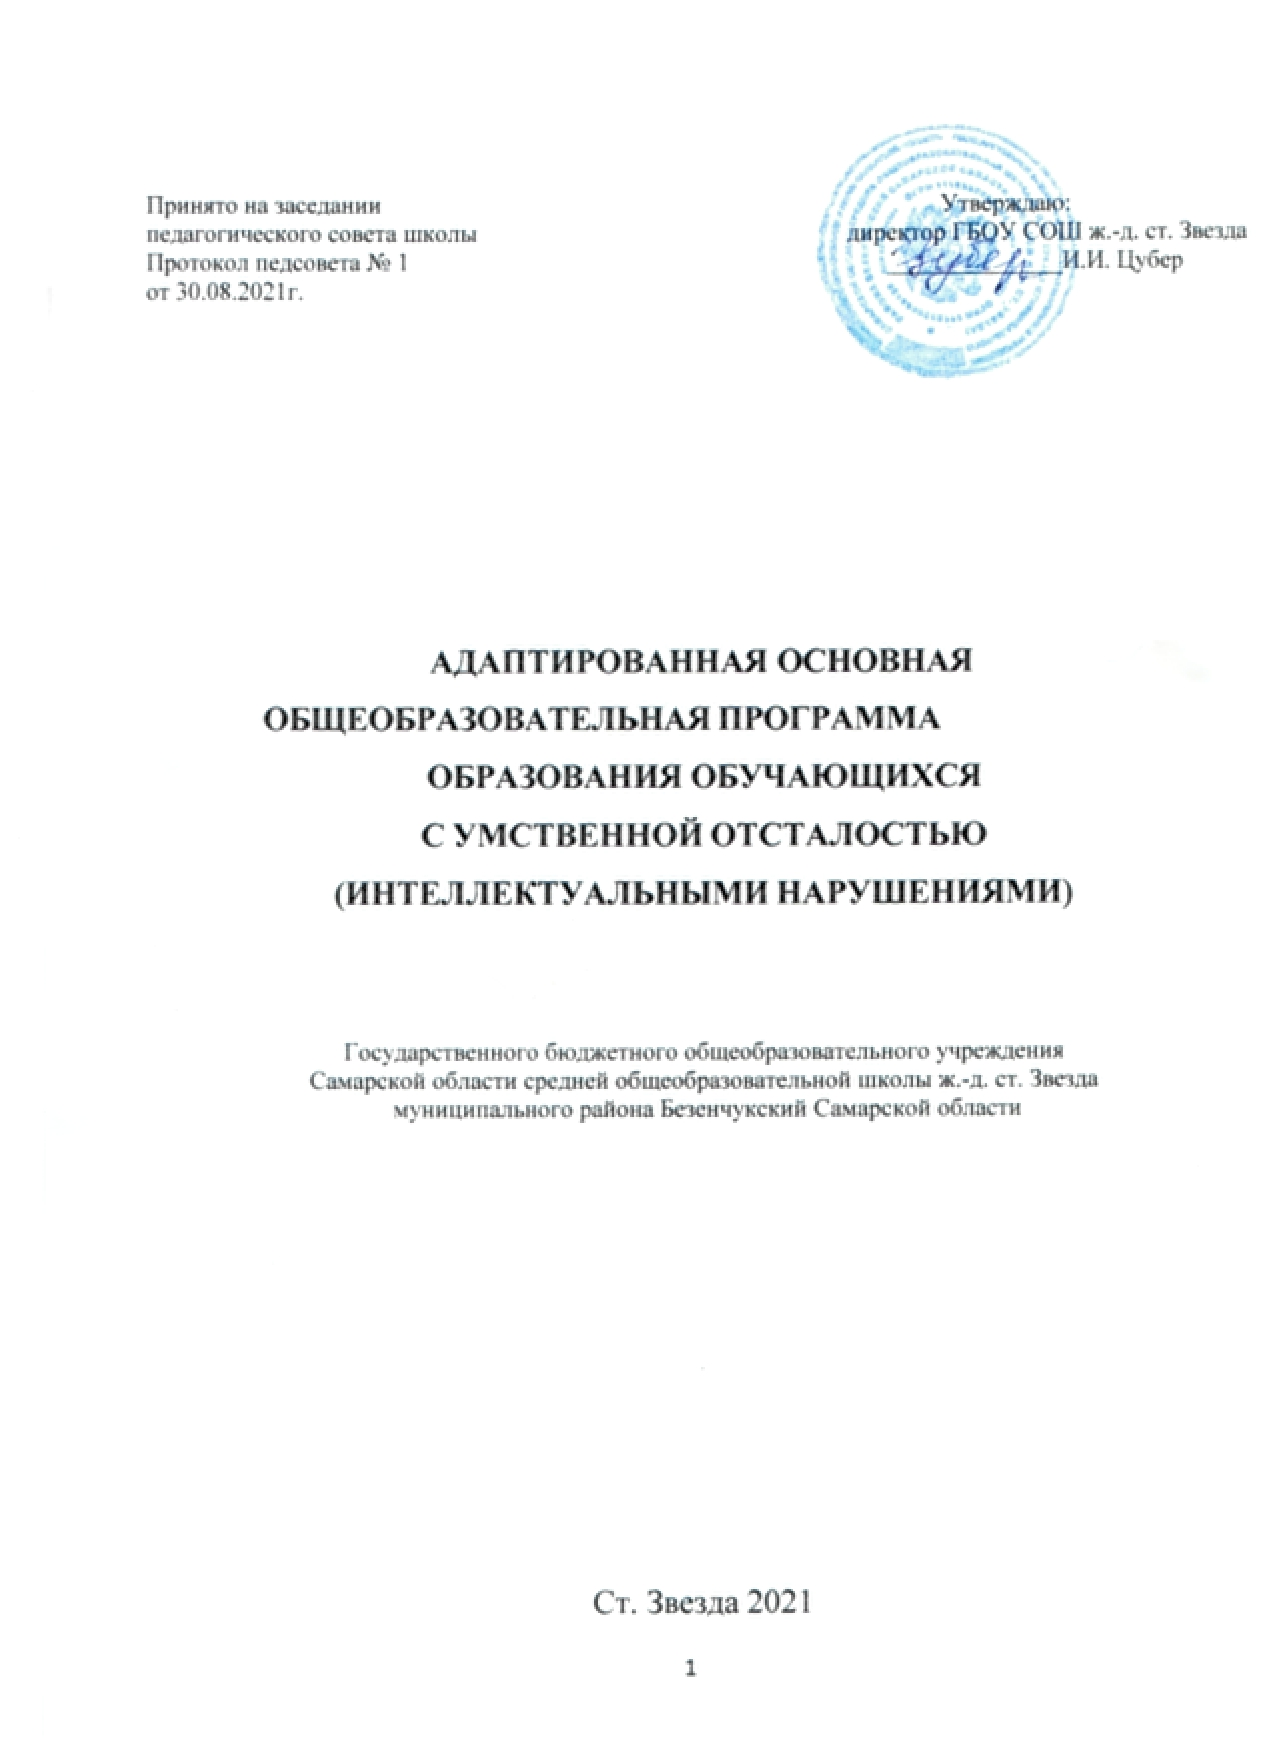 Принято на заседании
педагогического совета школы
Протокол педсовета № 1
от 30.08.2021г.
Утверждаю:
директор ГБОУ СОШ ж.-д. ст. Звезда
И.И. Цубер
АДАПТИРОВАННАЯ ОСНОВНАЯ
ОБЩЕОБРАЗОВАТЕЛЬНАЯ ПРОГРАММА
ОБРАЗОВАНИЯ ОБУЧАЮЩИХСЯ
С УМСТВЕННОЙ ОТСТАЛОСТЬЮ
(ИНТЕЛЛЕКТУАЛЬНЫМИ НАРУШЕНИЯМИ)
Государственного бюджетного общеобразовательного учреждения
Самарской области средней общеобразовательной школы ж.-д. ст. Звезда
муниципального района Безенчукский Самарской области
Ст. Звезда 2021
1